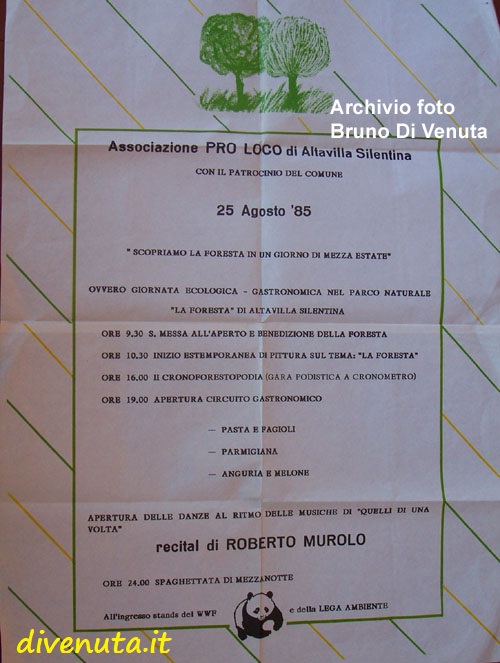 Archivio foto
Bruno Di Venuta
Associazione PRO LOCO di Altavilla Silentina
CON IL PATROCINIO DEL COMUNE
25 Agosto '85
" SCOPRIAMO LA FORESTA IN UN GIORNO DI MEZZA ESTATE"
OVVERO GIORNATA ECOLOGICA - GASTRONOMICA NEL PARCO NATURALE
"LA FORESTA" DI ALTAVILLA SILENTINA
ORE 9.30 S. MESSA ALL'APERTO E BENEDIZIONE DELLA FORESTA
ORE 10.30 INIZIO ESTEMPORANEA DI PITTURA SUL TEMA: "LA FORESTA"
ORE 16.00 II CRONOFORESTOPODIA (GARA PODISTICA A CRONOMETRO)
ORE 19.00 APERTURA CIRCUITO GASTRONOMICO
— PASTA E FAGIOLI
— PARMIGIANA
— ANGURIA E MELONE
APERTURA DELLE DANZE AL RITMO DELLE MUSICHE DI "QUELLI DI UNA
VOLTA"
recital di ROBERTO MUROLO
ORE 24.00 SPAGHETTATA DI MEZZANOTTE
All'ingresso stands del WWF e della LEGA AMBIENTE
divenuta.it